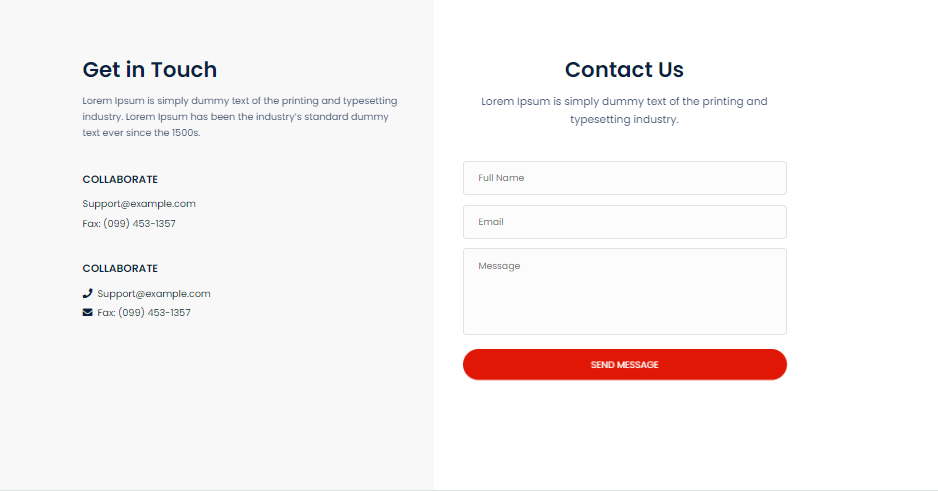 Get in Touch
Lorem Ipsum is simply dummy text of the printing and typesetting
industry. Lorem Ipsum has been the industry's standard dummy
text ever since the 1500s.
COLLABORATE
Support@example.com
Fax: (099) 453-1357
COLLABORATE
Support@example.com
Fax: (099) 453-1357
Contact Us
Lorem Ipsum is simply dummy text of the printing and
typesetting industry.
Full Name
Email
Message
SEND MESSAGE